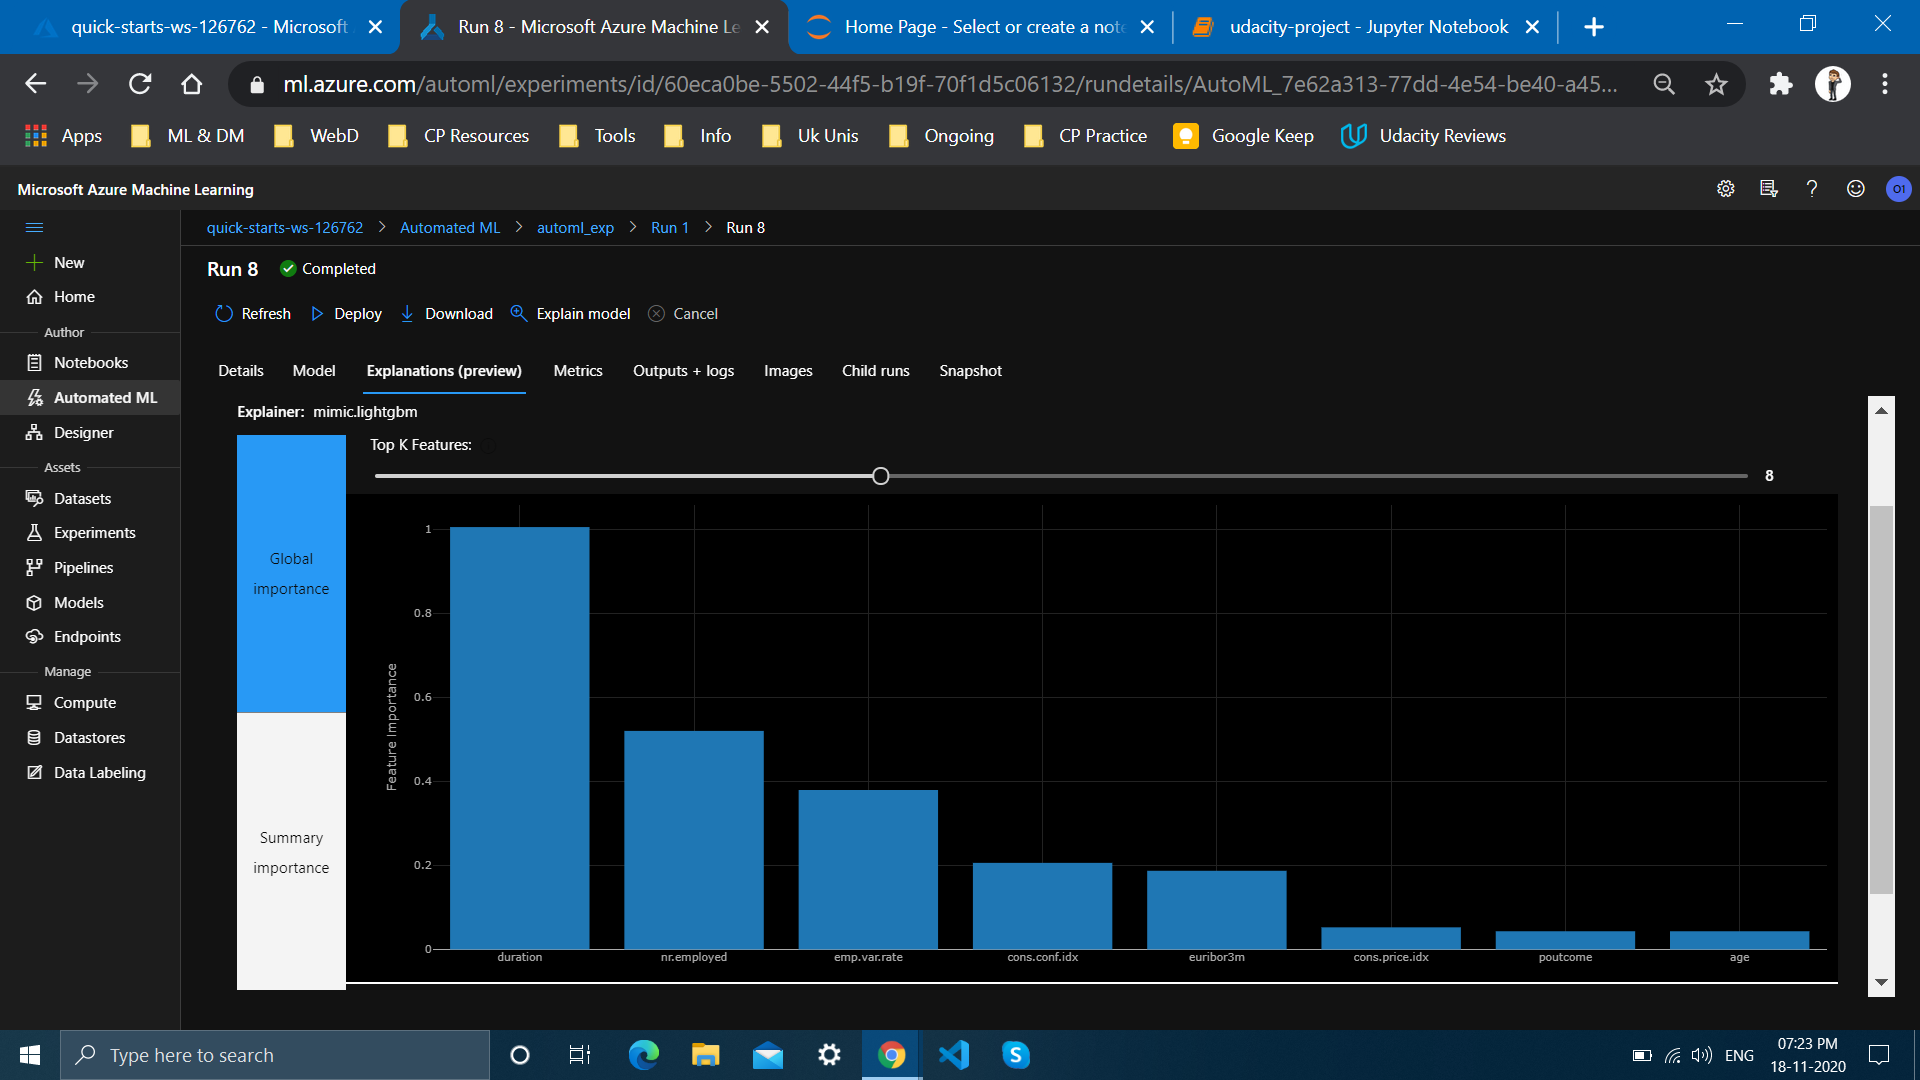 quick-starts-ws-126762 - Microsoft
Run 8 - Microsoft Azure Machine Le
Home Page - Select or create a note
udacity-project - Jupyter Notebook
ml.azure.com/automl/experiments/id/60eca0be-5502-44f5-b19f-70f1d5c06132/rundetails/AutoML_7e62a313-77dd-4e54-be40-a45...
Apps ML & DM WebD CP Resources Tools Info Uk Unis Ongoing CP Practice Google Keep Udacity Reviews
Microsoft Azure Machine Learning
O1
quick-starts-ws-126762 > Automated ML > automl_exp > Run 1 > Run 8
New
Home
Author
Notebooks
Automated ML
Designer
Assets
Datasets
Experiments
Pipelines
Models
Endpoints
Manage
Compute
Datastores
Data Labeling
Run 8 Completed
Refresh Deploy Download Explain model Cancel
Details Model Explanations (preview) Metrics Outputs + logs Images Child runs Snapshot
Explainer: mimic.lightgbm
Global
importance
Summary
importance
Top K Features:
8
Feature Importance
1
0.8
0.6
0.4
0.2
0
duration nr.employed emp.var.rate cons.conf.idx euribor3m cons.price.idx poutcome age
Type here to search
ENG
07:23 PM
18-11-2020